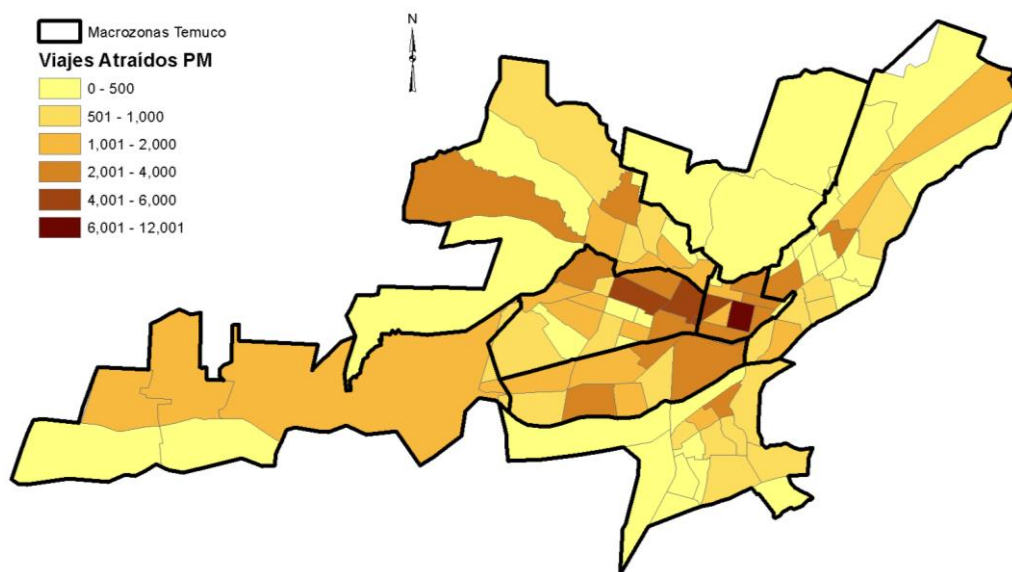 Macrozonas Temuco
Viajes Atraídos PM
0 - 500
501 - 1,000
1,001 - 2,000
2,001 - 4,000
4,001 - 6,000
6,001 - 12,001
N